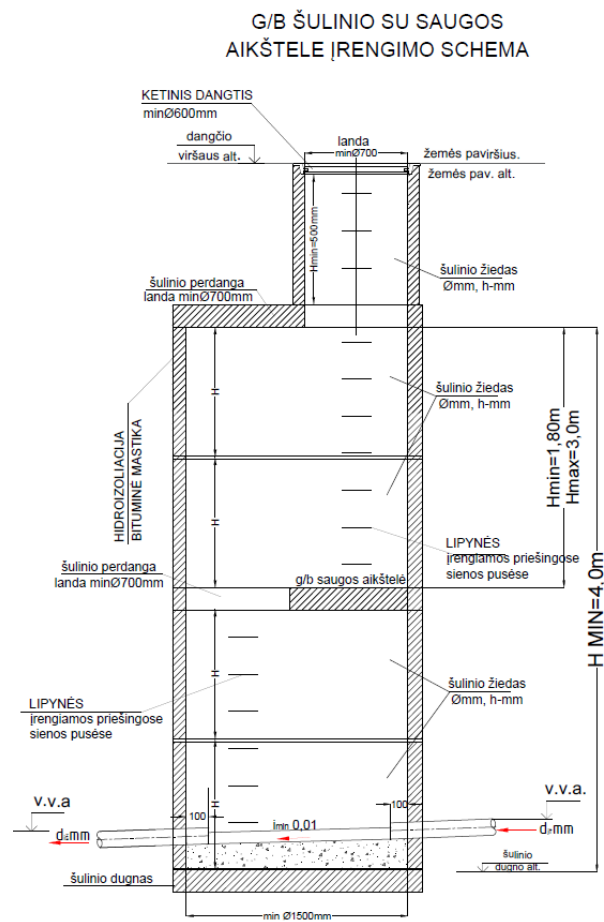 G/B ŠULINIO SU SAUGOS
AIKŠTELE ĮRENGIMO SCHEMA
KETINIS DANGTIS
minØ600mm
dangčio
viršaus alt.
landa
minØ700
žemės paviršius.
žemės pav. alt.
Hmin=500mm
šulinio žiedas
Ømm, h-mm
šulinio perdanga
landa minØ700mm
H
šulinio žiedas
Ømm, h-mm
HIDROIZOLIACIJA
BITUMINĖ MASTIKA
Hmin=1,80m
Hmax=3,0m
H
LIPYNĖS
įrengiamos priešingose
sienos pusėse
šulinio perdanga
landa minØ700mm
g/b saugos aikštelė
H MIN=4,0m
H
šulinio žiedas
Ømm, h-mm
LIPYNĖS
įrengiamos priešingose
sienos pusėse
H
v.v.a
v.v.a.
100
100
imin 0,01
mm
mm
šulinio
dugno alt.
šulinio dugnas
min Ø1500mm